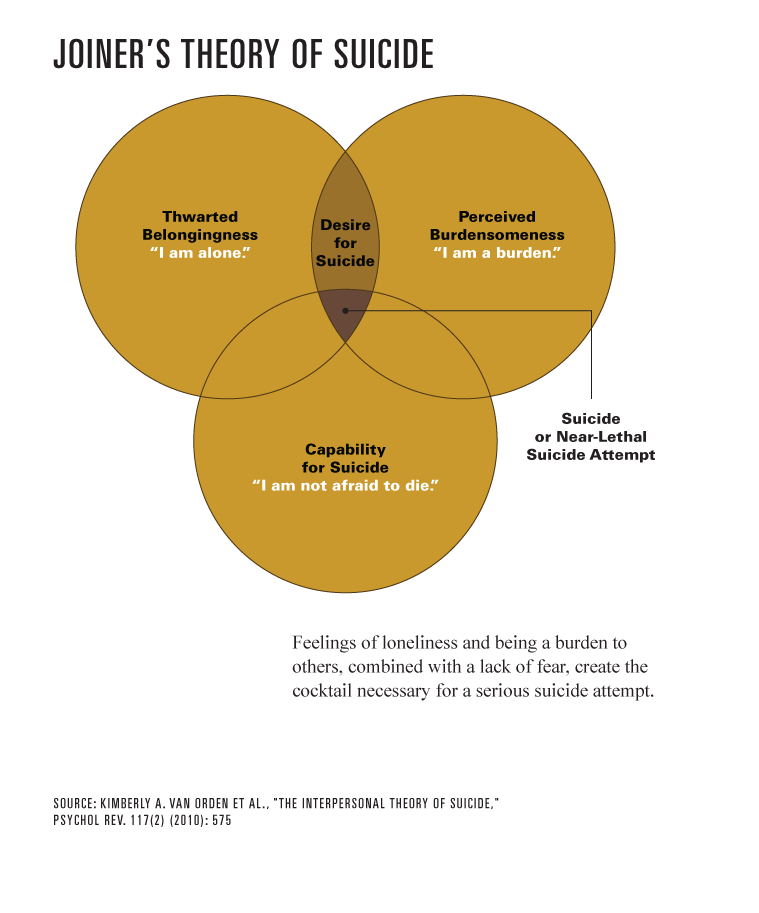 JOINER'S THEORY OF SUICIDE
Thwarted
Belongingness
“I am alone.”
Desire
for
Suicide
Perceived
Burdensomeness
“I am a burden.”
Capability
for Suicide
“I am not afraid to die.”
Suicide
or Near-Lethal
Suicide Attempt
Feelings of loneliness and being a burden to
others, combined with a lack of fear, create the
cocktail necessary for a serious suicide attempt.
SOURCE: KIMBERLY A. VAN ORDEN ET AL., "THE INTERPERSONAL THEORY OF SUICIDE,"
PSYCHOL REV. 117(2) (2010): 575